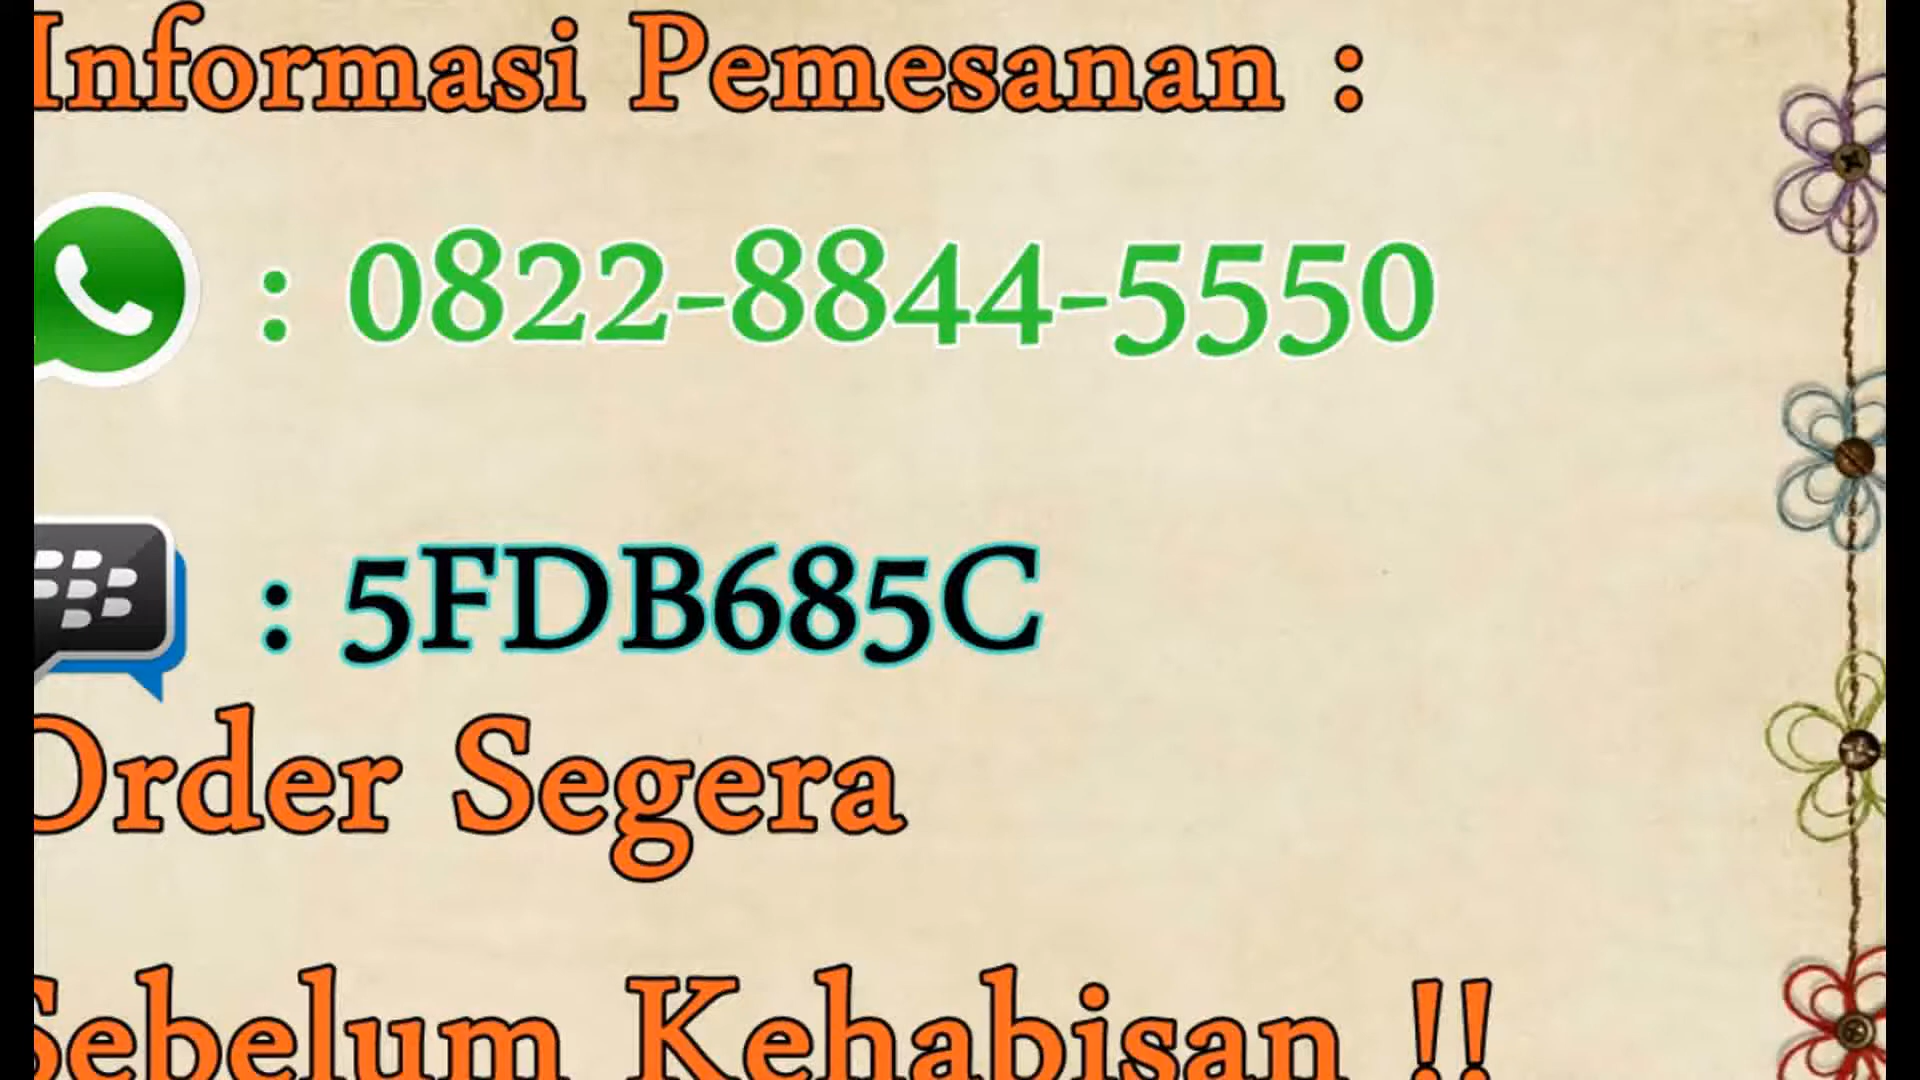 Informasi Pemesanan :
: 0822-8844-5550
: 5FDB685C
Order Segera
Sebelum Kehabisan !!